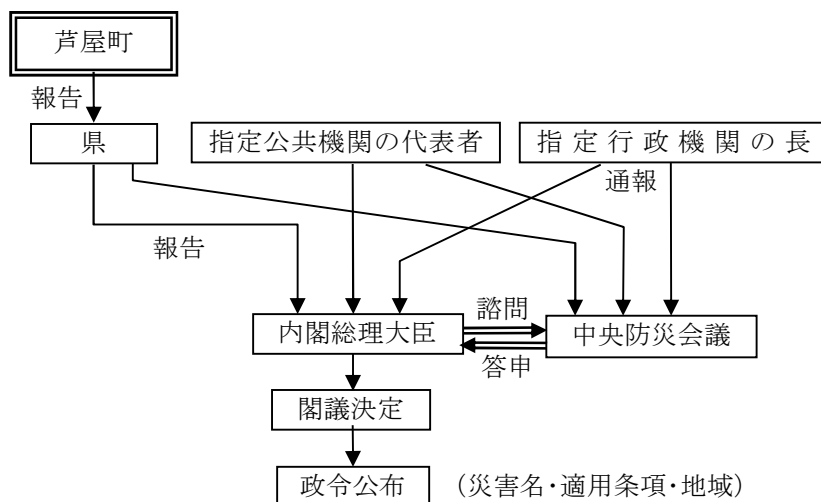 芦屋町
報告
県
指定公共機関の代表者
指定行政機関の長
通報
報告
諮問
内閣総理大臣
中央防災会議
答申
閣議決定
政令公布
(災害名・適用条項・地域)